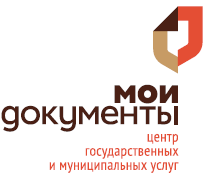 мои
документы
центр
государственных
и муниципальных услуг